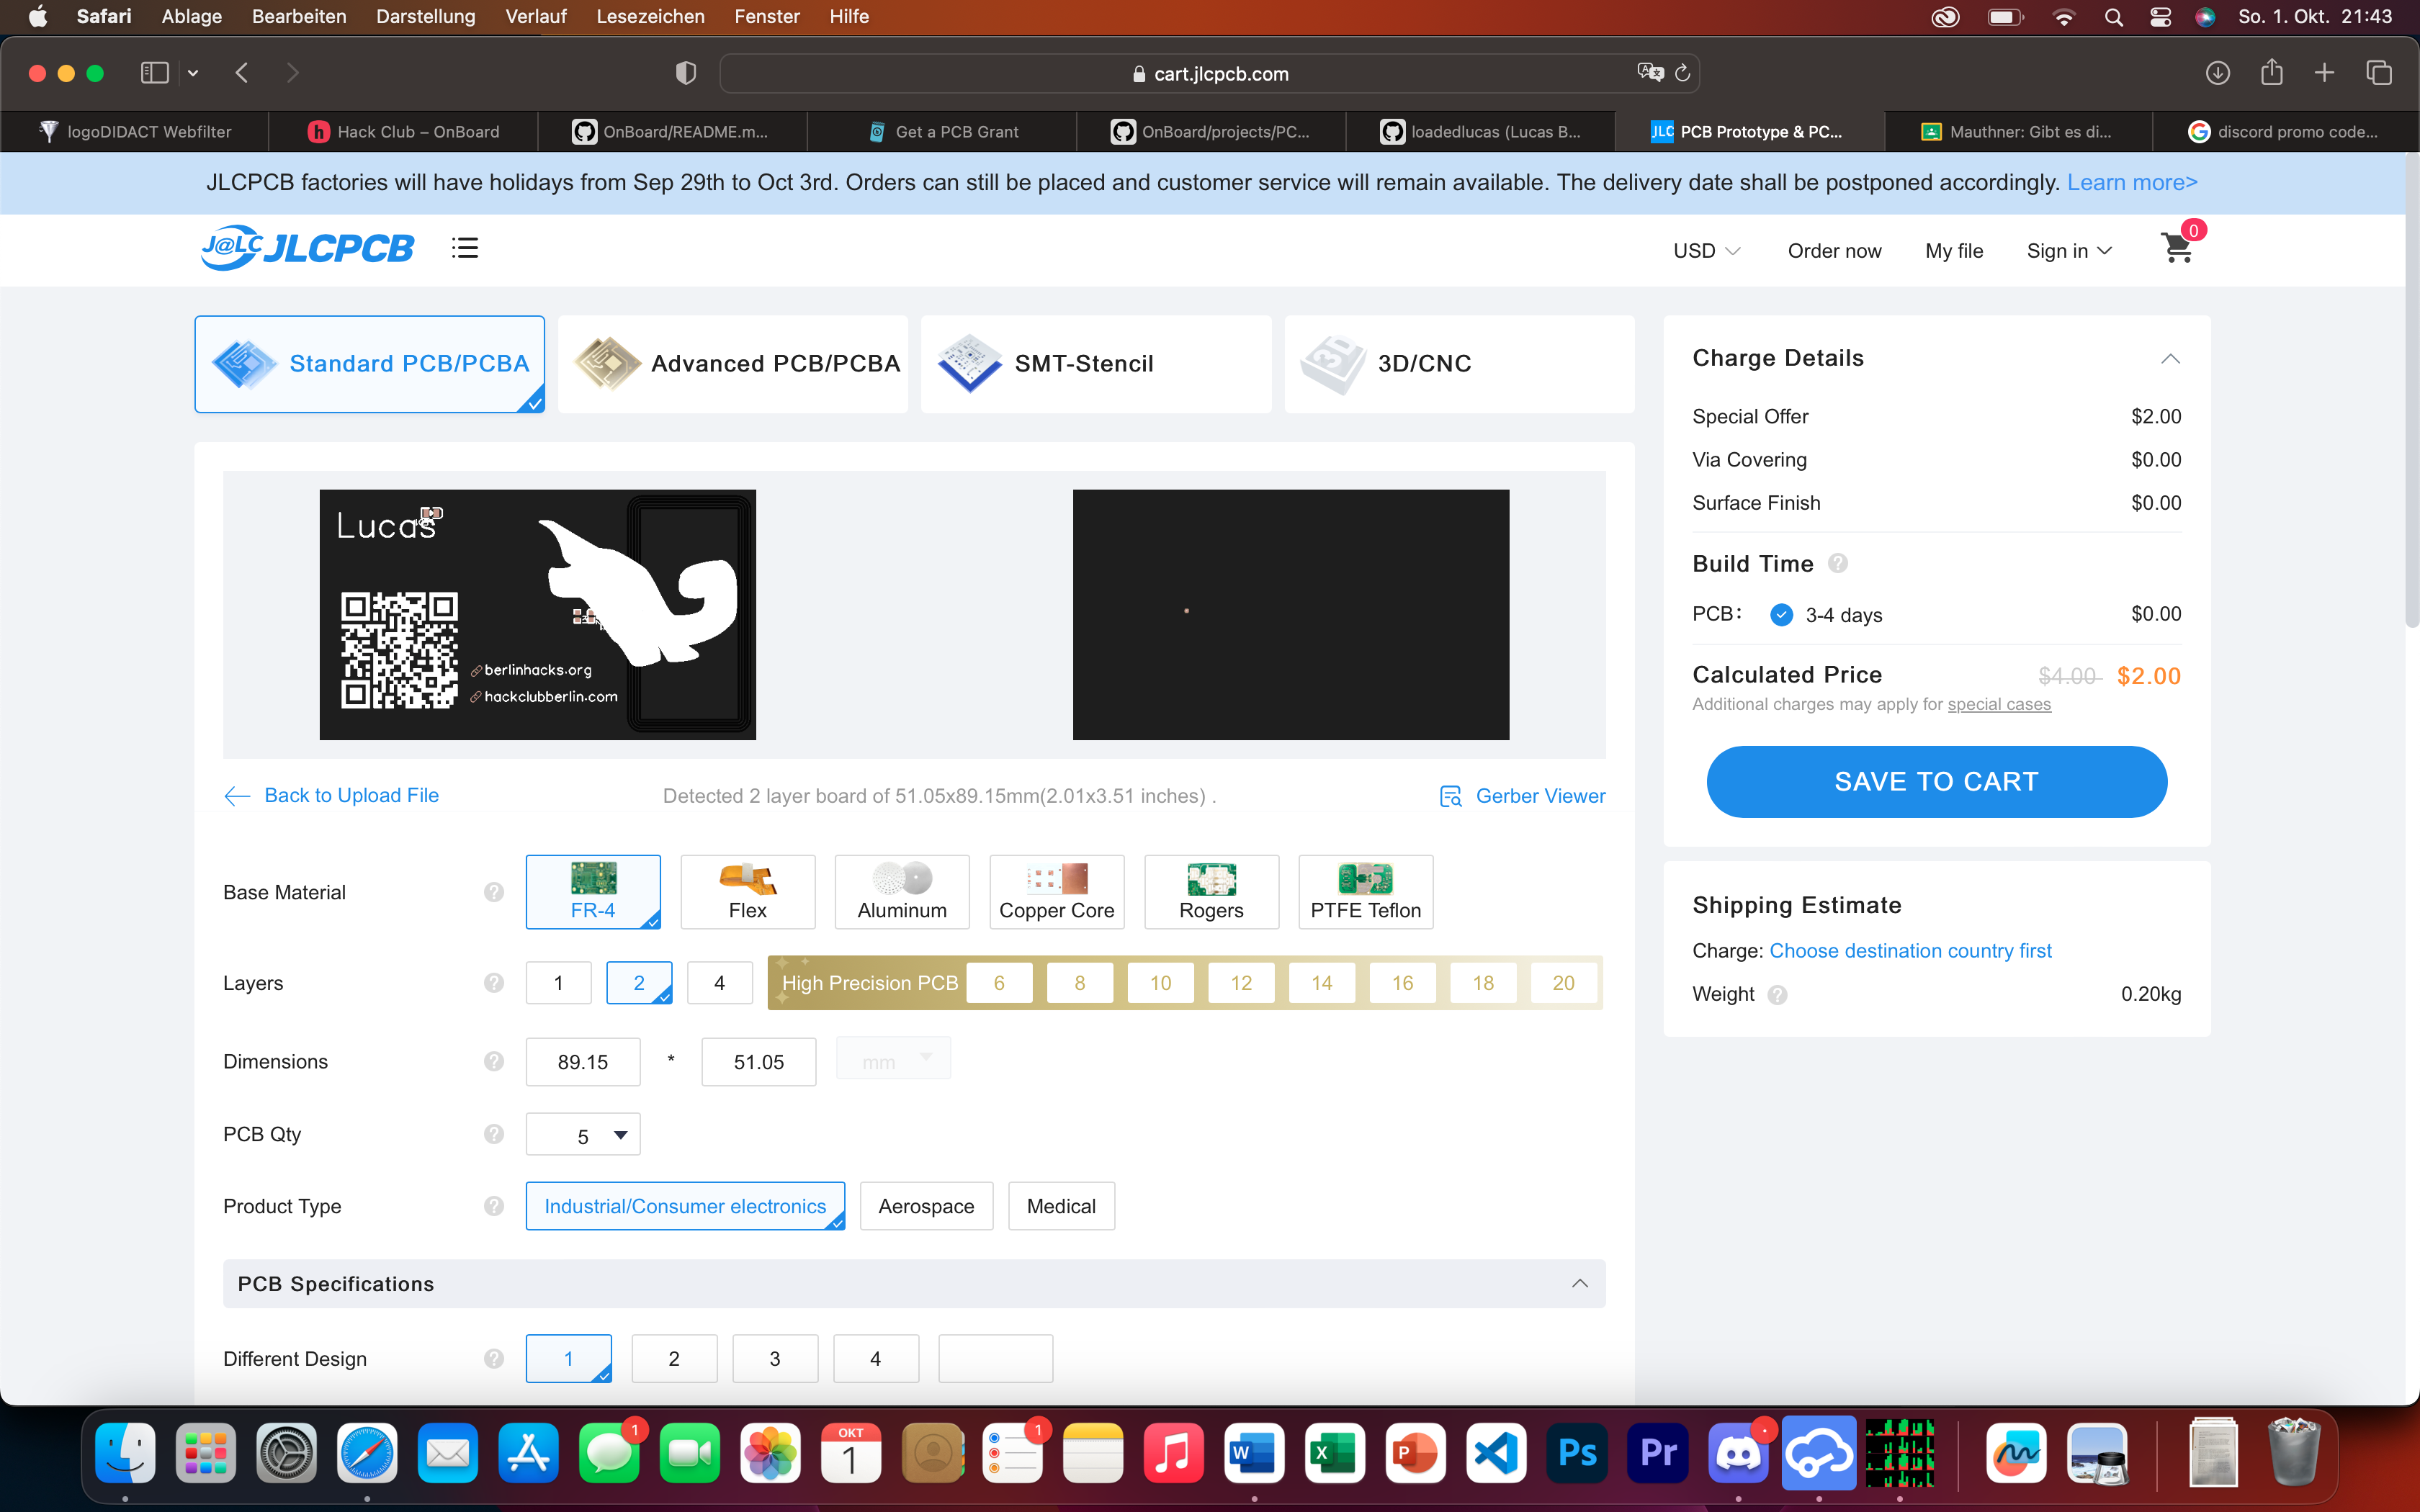 Safari Ablage Bearbeiten Darstellung Verlauf Lesezeichen Fenster Hilfe So. 1. Okt. 21:43
cart.jlcpcb.com
logoDIDACT Webfilter
Hack Club – OnBoard
OnBoard/README.m...
Get a PCB Grant
OnBoard/projects/PC...
loadedlucas (Lucas B...
JLC PCB Prototype & PC...
Mauthner: Gibt es di...
discord promo code...
JLCPCB factories will have holidays from Sep 29th to Oct 3rd. Orders can still be placed and customer service will remain available. The delivery date shall be postponed accordingly. Learn more>
J@LC JLCPCB
USD Order now My file Sign in 0
Standard PCB/PCBA
Advanced PCB/PCBA
SMT-Stencil
3D 3D/CNC
Lucas
berlinhacks.org
hackclubberlin.com
Back to Upload File
Detected 2 layer board of 51.05x89.15mm(2.01x3.51 inches) .
Gerber Viewer
Base Material ? FR-4 Flex Aluminum Copper Core Rogers PTFE Teflon
Layers ? 1 2 4 High Precision PCB 6 8 10 12 14 16 18 20
Dimensions ? 89.15 * 51.05 mm
PCB Qty ? 5
Product Type ? Industrial/Consumer electronics Aerospace Medical
PCB Specifications
Different Design ? 1 2 3 4
Charge Details
Special Offer $2.00
Via Covering $0.00
Surface Finish $0.00
Build Time ?
PCB: 3-4 days $0.00
Calculated Price $4.00 $2.00
Additional charges may apply for special cases
SAVE TO CART
Shipping Estimate
Charge: Choose destination country first
Weight ? 0.20kg
1 OKT 1 1 W X P Ps Pr